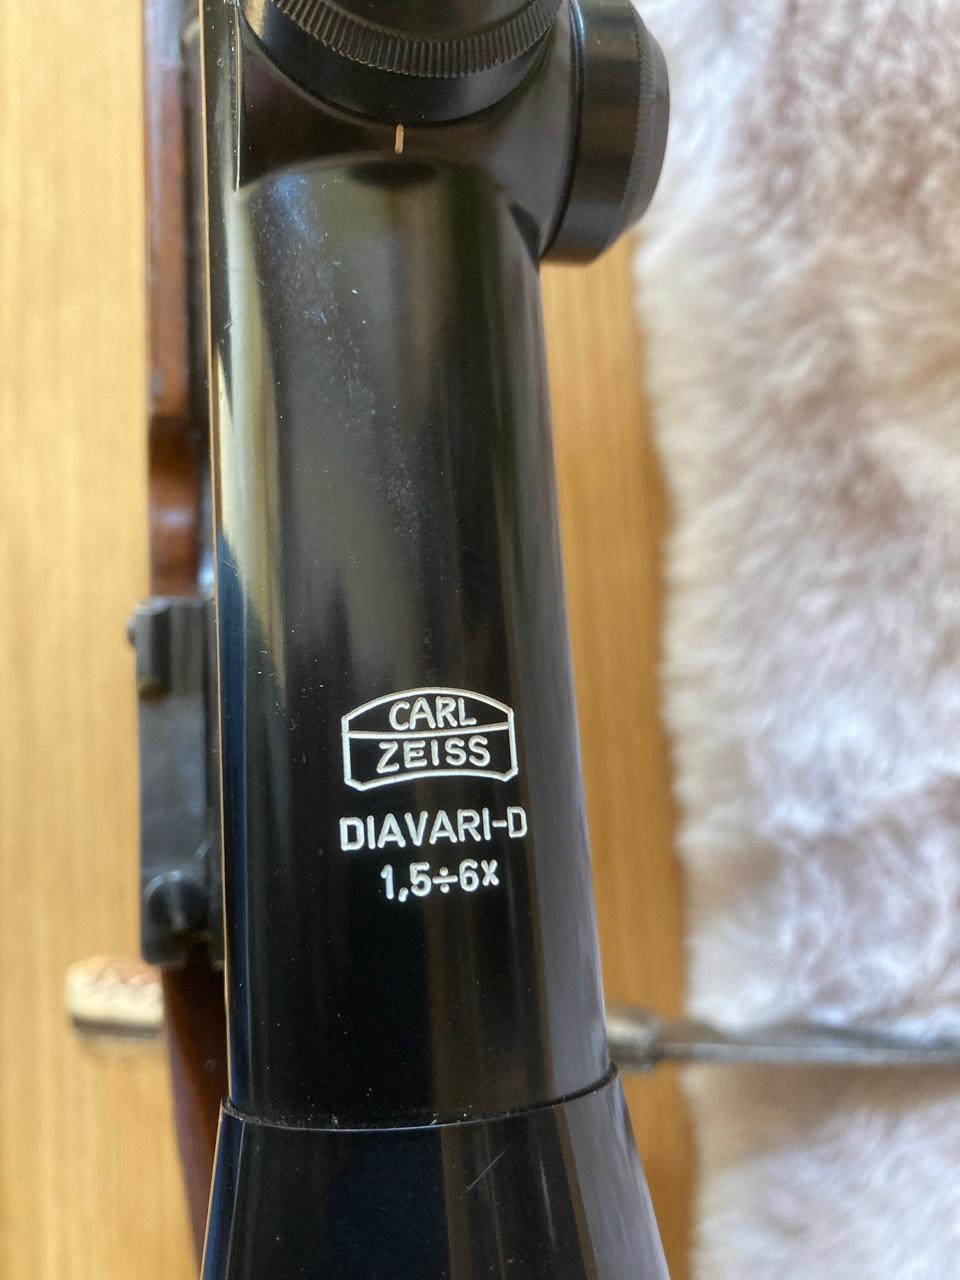 CARL
ZEISS
DIAVARI-D
1,5÷6x